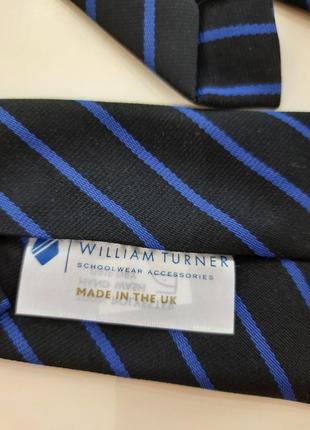 WILLIAM TURNER
SCHOOLWEAR ACCESSORIES
MADE IN THE UK